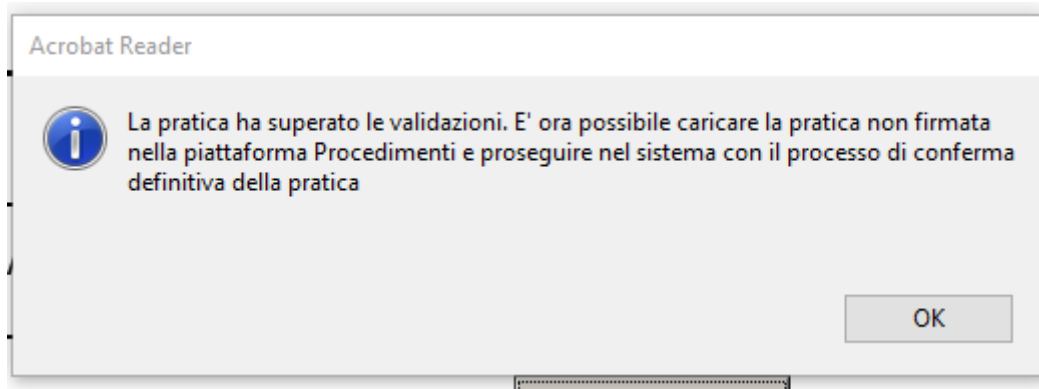 Acrobat Reader
La pratica ha superato le validazioni. E' ora possibile caricare la pratica non firmata
nella piattaforma Procedimenti e proseguire nel sistema con il processo di conferma
definitiva della pratica
OK